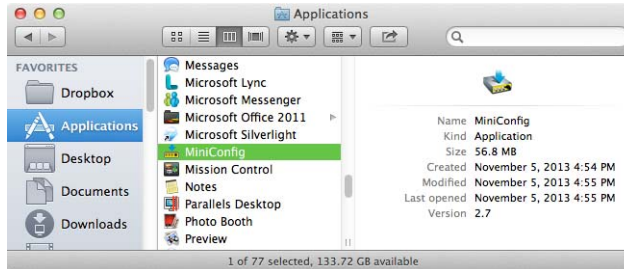 Applications
FAVORITES
Dropbox
Applications
Desktop
Documents
Downloads
Messages
Microsoft Lync
Microsoft Messenger
Microsoft Office 2011
Microsoft Silverlight
MiniConfig
Mission Control
Notes
Parallels Desktop
Photo Booth
Preview
Name MiniConfig
Kind Application
Size 56.8 MB
Created November 5, 2013 4:54 PM
Modified November 5, 2013 4:55 PM
Last opened November 5, 2013 4:55 PM
Version 2.7
1 of 77 selected, 133.72 GB available